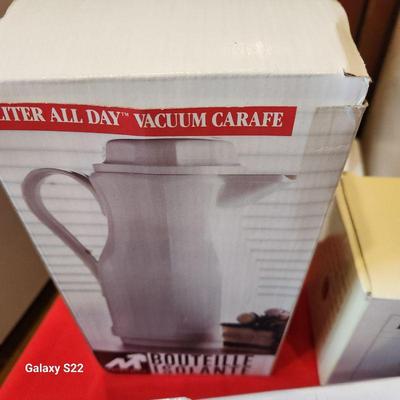 LITER ALL DAY™ VACUUM CARAFE
BOUTEILLE
ISOLANTE
Galaxy S22